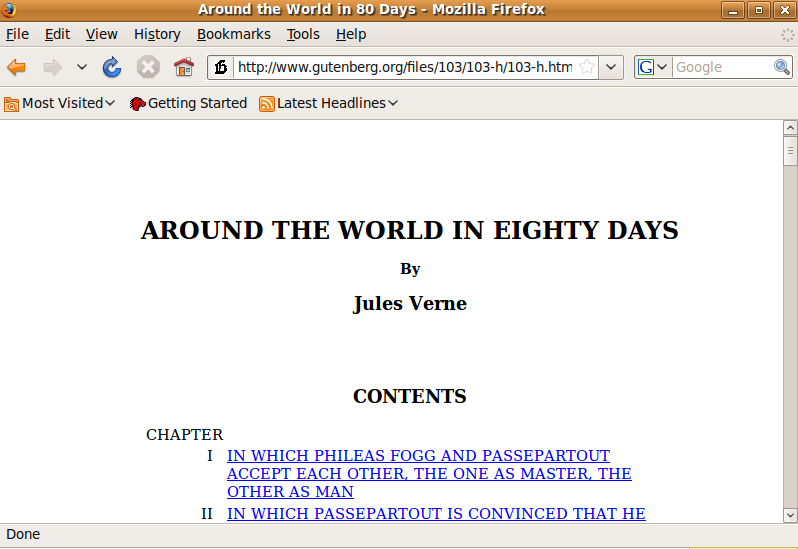 Around the World in 80 Days - Mozilla Firefox
File Edit View History Bookmarks Tools Help
http://www.gutenberg.org/files/103/103-h/103-h.htm
G Google
Most Visited Getting Started Latest Headlines
AROUND THE WORLD IN EIGHTY DAYS
By
Jules Verne
CONTENTS
CHAPTER
I IN WHICH PHILEAS FOGG AND PASSEPARTOUT
ACCEPT EACH OTHER, THE ONE AS MASTER, THE
OTHER AS MAN
II IN WHICH PASSEPARTOUT IS CONVINCED THAT HE
Done